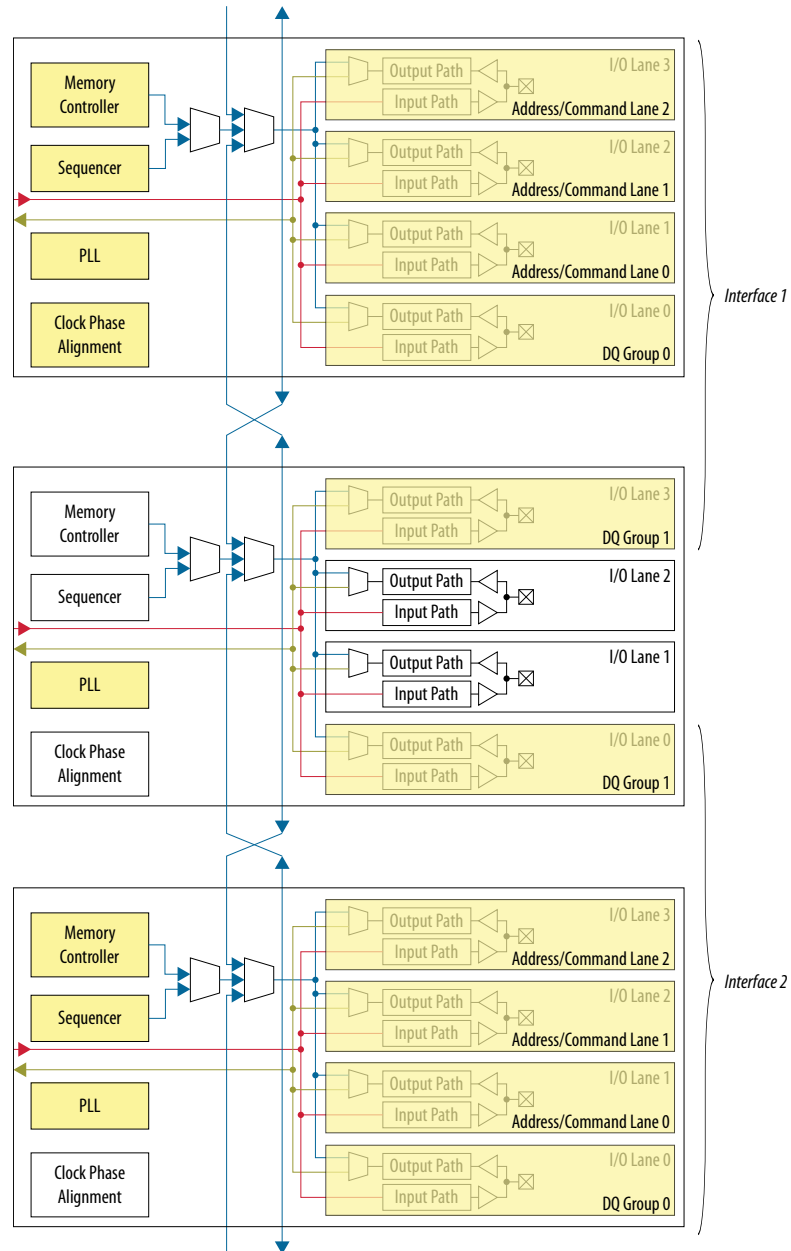 Memory
Controller
Sequencer
PLL
Clock Phase
Alignment
I/O Lane 3
Output Path
Input Path
Address/Command Lane 2
I/O Lane 2
Output Path
Input Path
Address/Command Lane 1
I/O Lane 1
Output Path
Input Path
Address/Command Lane 0
I/O Lane 0
Output Path
Input Path
DQ Group 0
Interface 1
Memory
Controller
Sequencer
PLL
Clock Phase
Alignment
I/O Lane 3
Output Path
Input Path
DQ Group 1
I/O Lane 2
Output Path
Input Path
I/O Lane 1
Output Path
Input Path
I/O Lane 0
Output Path
Input Path
DQ Group 1
Memory
Controller
Sequencer
PLL
Clock Phase
Alignment
I/O Lane 3
Output Path
Input Path
Address/Command Lane 2
I/O Lane 2
Output Path
Input Path
Address/Command Lane 1
I/O Lane 1
Output Path
Input Path
Address/Command Lane 0
I/O Lane 0
Output Path
Input Path
DQ Group 0
Interface 2